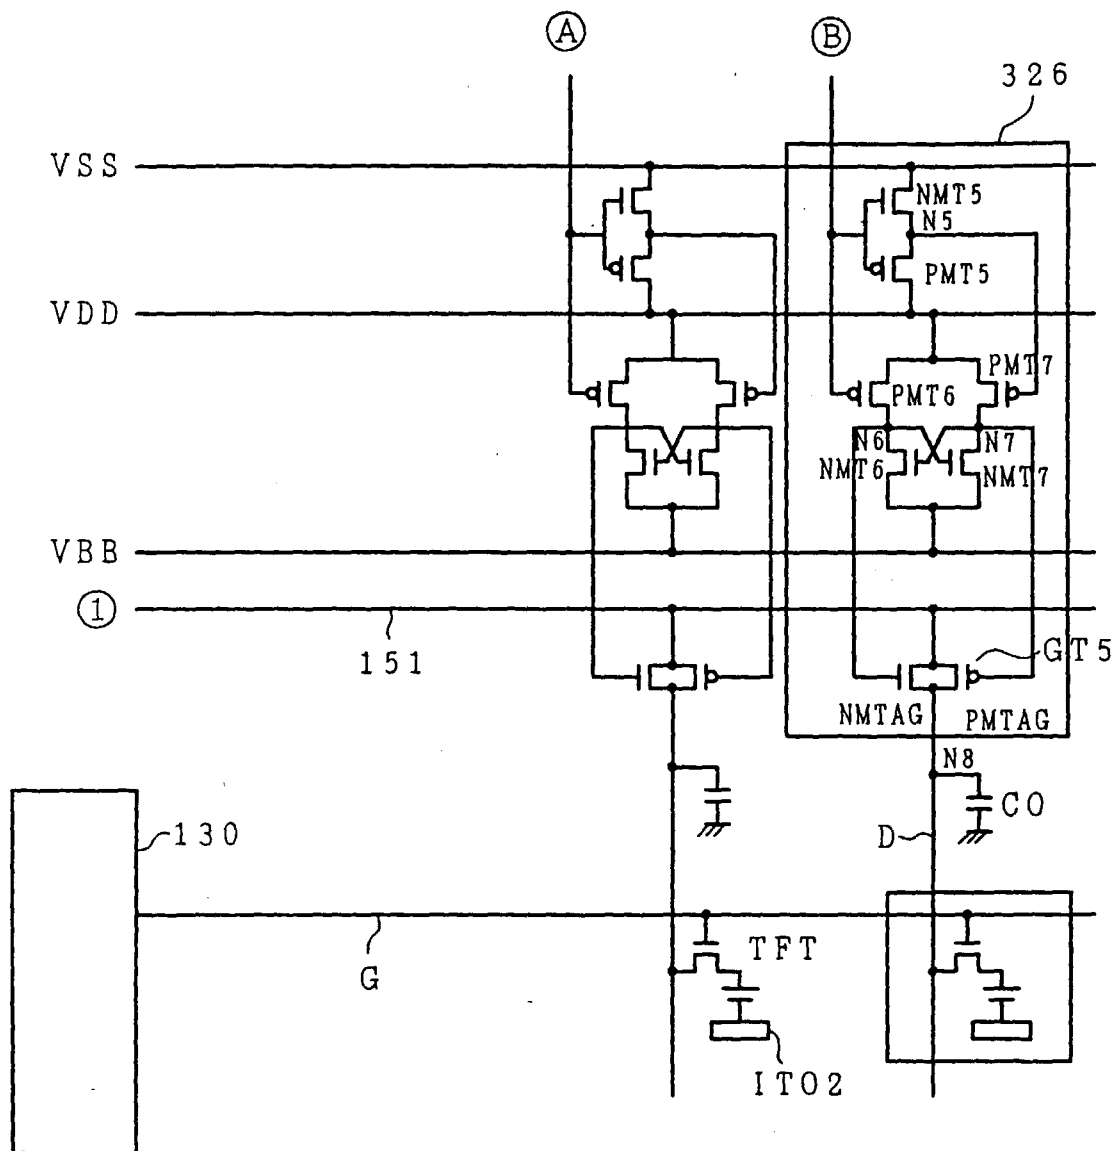 A
B
326
VSS
NMT5
N5
PMT5
VDD
PMT7
PMT6
N6
N7
NMT6
NMT7
VBB
1
151
GT5
NMTAG
PMTAG
N8
CO
130
D
TFT
G
ITO2